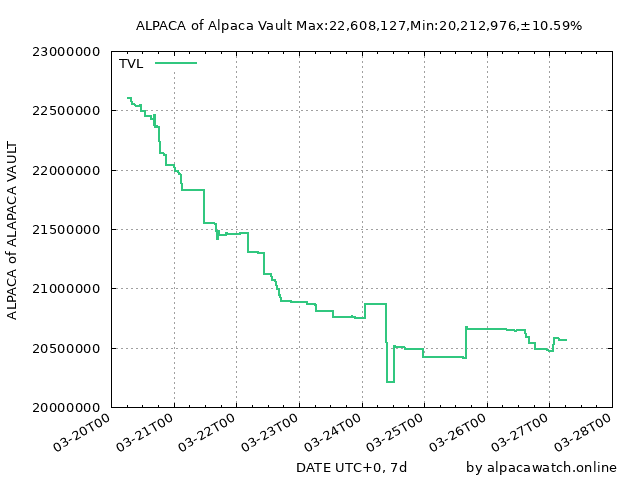 ALPACA of Alpaca Vault Max:22,608,127,Min:20,212,976,±10.59%
TVL
ALPACA of ALAPACA VAULT
23000000
22500000
22000000
21500000
21000000
20500000
20000000
03-20T00
03-21T00
03-22T00
03-23T00
03-24T00
03-25T00
03-26T00
03-27T00
03-28T00
DATE UTC+0, 7d
by alpacawatch.online